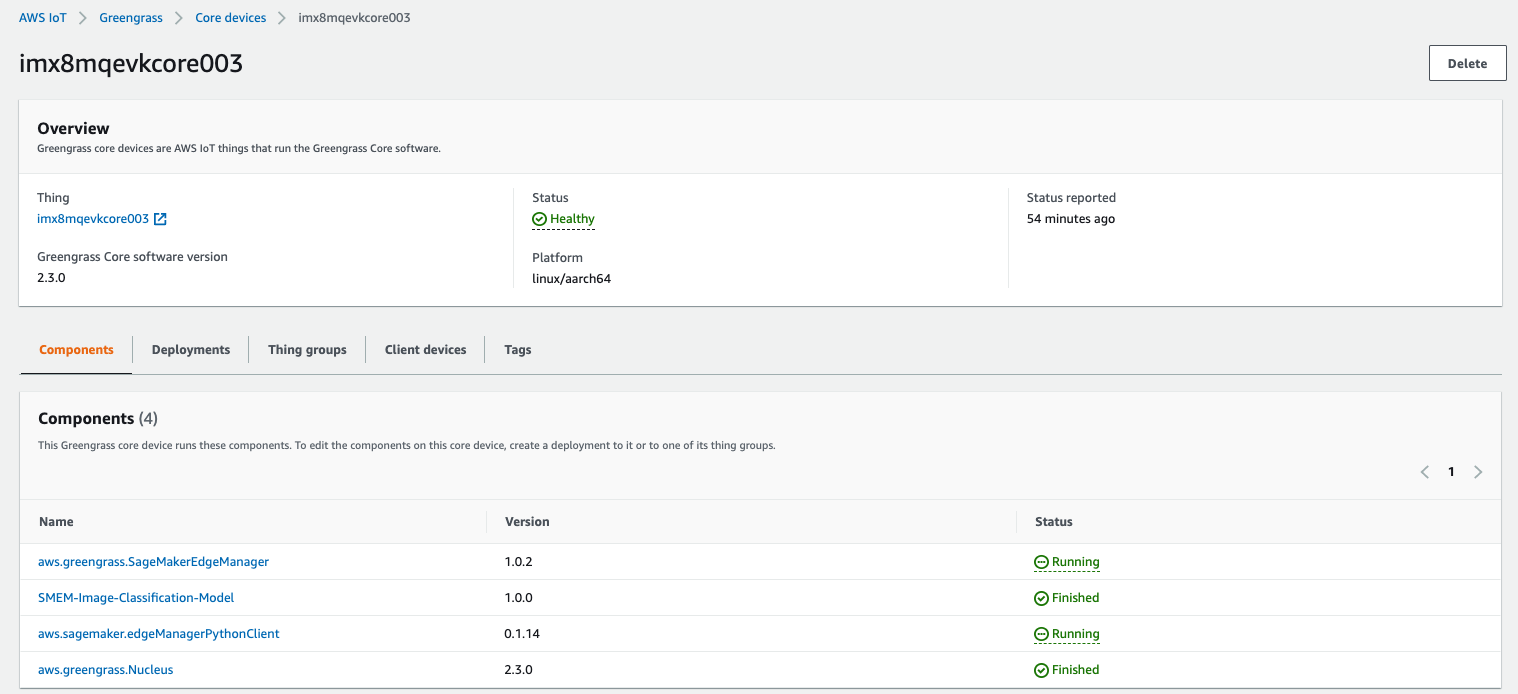 AWS IoT > Greengrass > Core devices > imx8mqevkcore003
imx8mqevkcore003
Delete
Overview
Greengrass core devices are AWS IoT things that run the Greengrass Core software.
Thing
imx8mqevkcore003
Greengrass Core software version
2.3.0
Status
Healthy
Platform
linux/aarch64
Status reported
54 minutes ago
Components Deployments Thing groups Client devices Tags
Components (4)
This Greengrass core device runs these components. To edit the components on this core device, create a deployment to it or to one of its thing groups.
< 1 >
Name Version Status
aws.greengrass.SageMakerEdgeManager 1.0.2 Running
SMEM-Image-Classification-Model 1.0.0 Finished
aws.sagemaker.edgeManagerPythonClient 0.1.14 Running
aws.greengrass.Nucleus 2.3.0 Finished